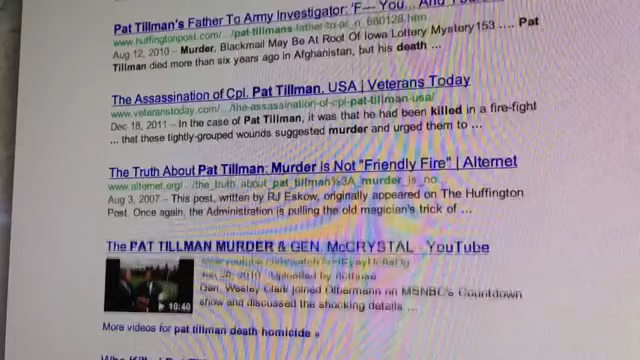 Pat Tillman's Father To Army Investigator: 'F--- You... And Yours
www.huffingtonpost.com/.../pat-tillmans-father-to-ar_n_680128.htm
Aug 12, 2010 – Murder, Blackmail May Be At Root Of Iowa Lottery Mystery153 .... Pat
Tillman died more than six years ago in Afghanistan, but his death ...
The Assassination of Cpl. Pat Tillman, USA | Veterans Today
www.veteranstoday.com/.../the-assassination-of-cpl-pat-tillman-usa/
Dec 18, 2011 – In the case of Pat Tillman, it was that he had been killed in a fire-fight
... that these tightly-grouped wounds suggested murder and urged them to ...
The Truth About Pat Tillman: Murder is Not "Friendly Fire" | Alternet
www.alternet.org/.../the_truth_about_pat_tillman%3A_murder_is_no...
Aug 3, 2007 – This post, written by RJ Eskow, originally appeared on The Huffington
Post. Once again, the Administration is pulling the old magician's trick of ...
The PAT TILLMAN MURDER & GEN. McCRYSTAL - YouTube
2010 - Uploaded by
Gen. Wesley Clark joined Olbermann on MSNBC's Countdown
show and discussed the shocking details ...
10:40
More videos for pat tillman death homicide »